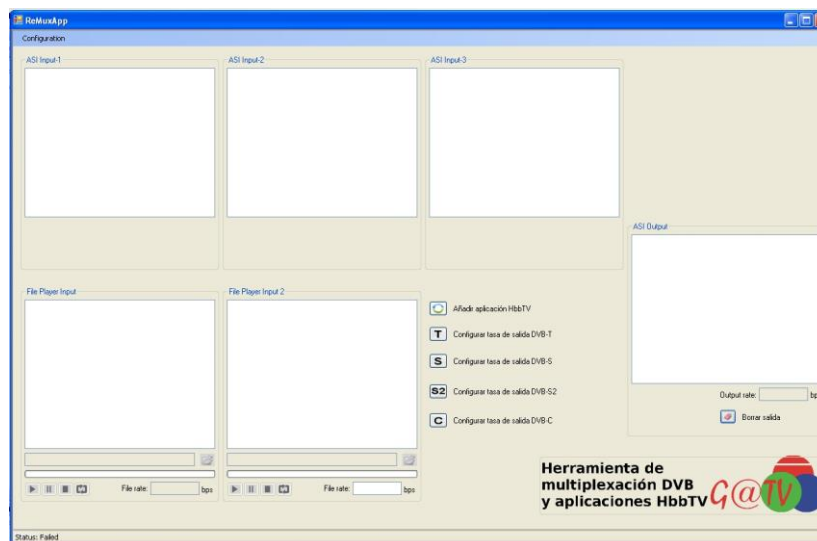 ReMuxApp
Configuration
ASI Input-1
ASI Input-2
ASI Input-3
ASI Output
File Player Input
File Player Input 2
Añadir aplicación HbbTV
T Configurar tasa de salida DVB-T
S Configurar tasa de salida DVB-S
S2 Configurar tasa de salida DVB-S2
C Configurar tasa de salida DVB-C
Output rate:
Borrar salida
File rate: bps
File rate: bps
Herramienta de
multiplexación DVB
y aplicaciones HbbTV
G@TV
Status: Failed